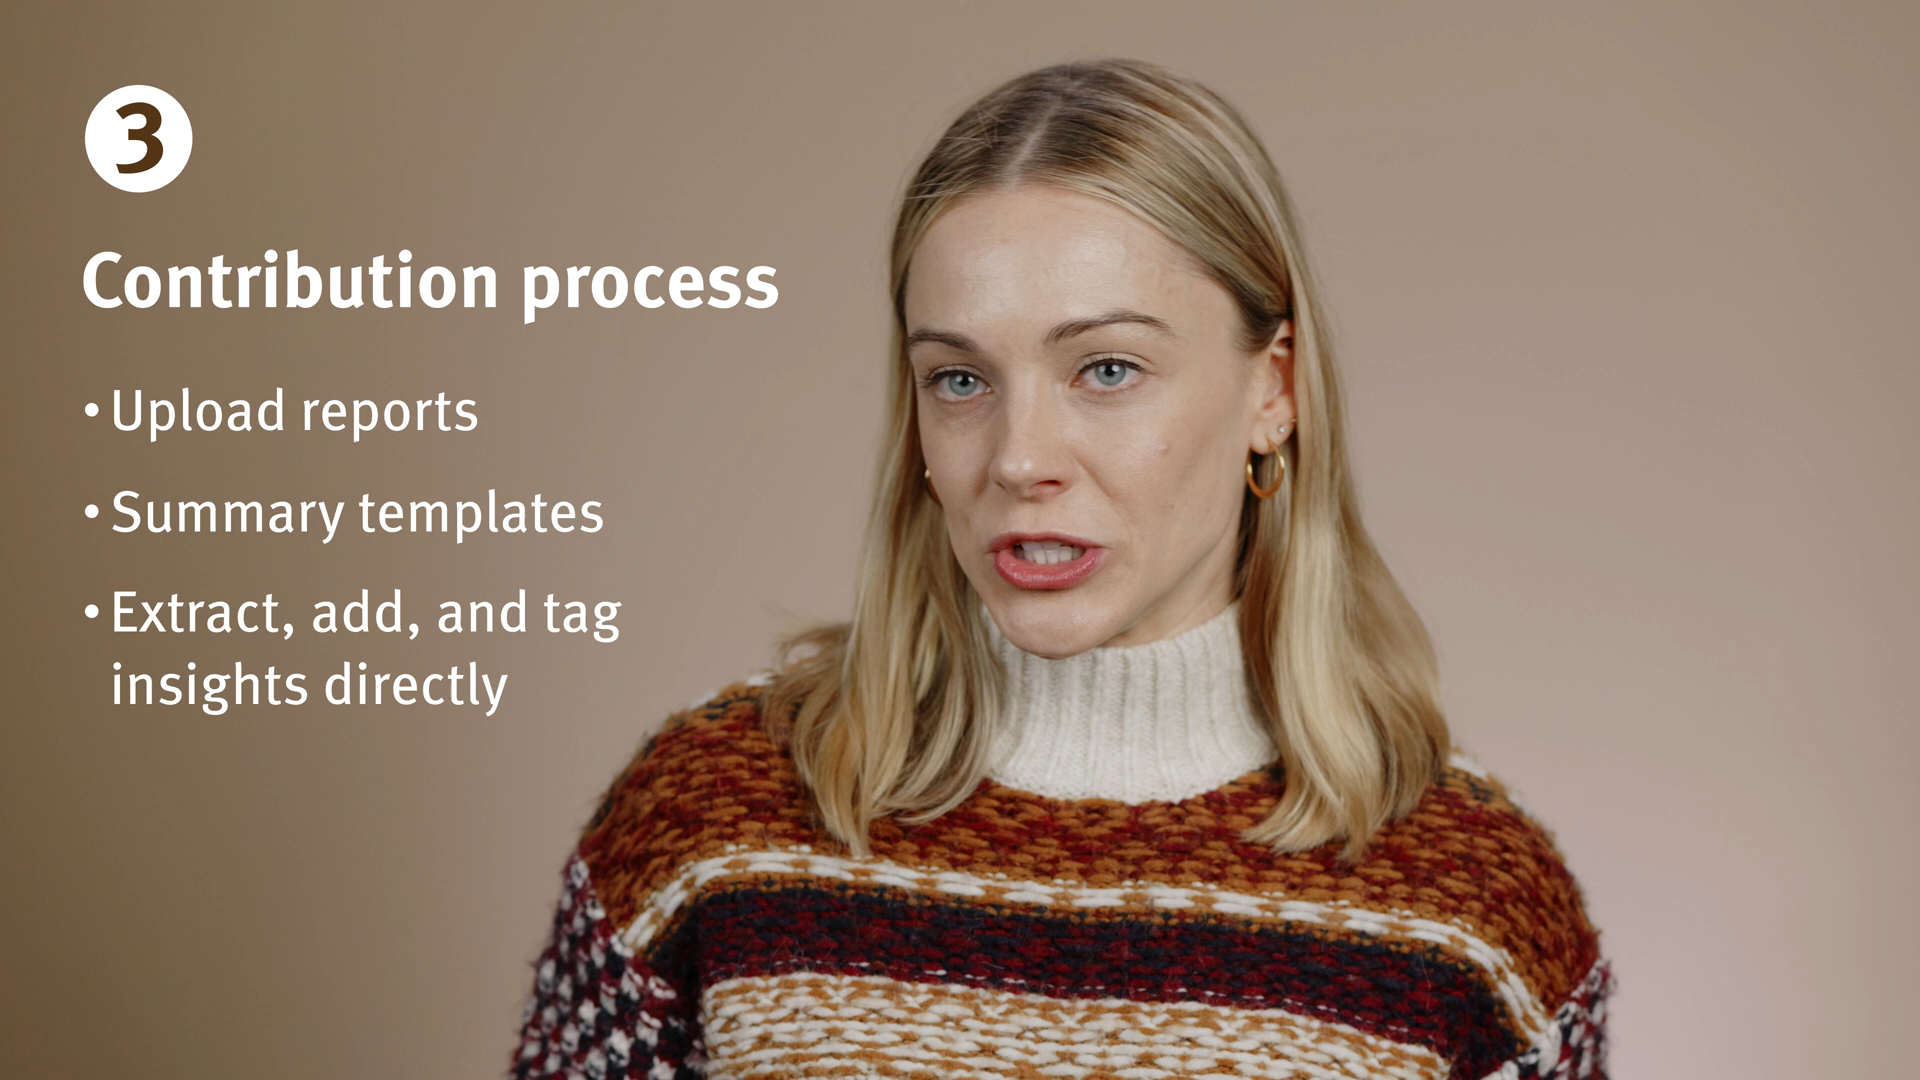 3
Contribution process
• Upload reports
• Summary templates
• Extract, add, and tag
insights directly